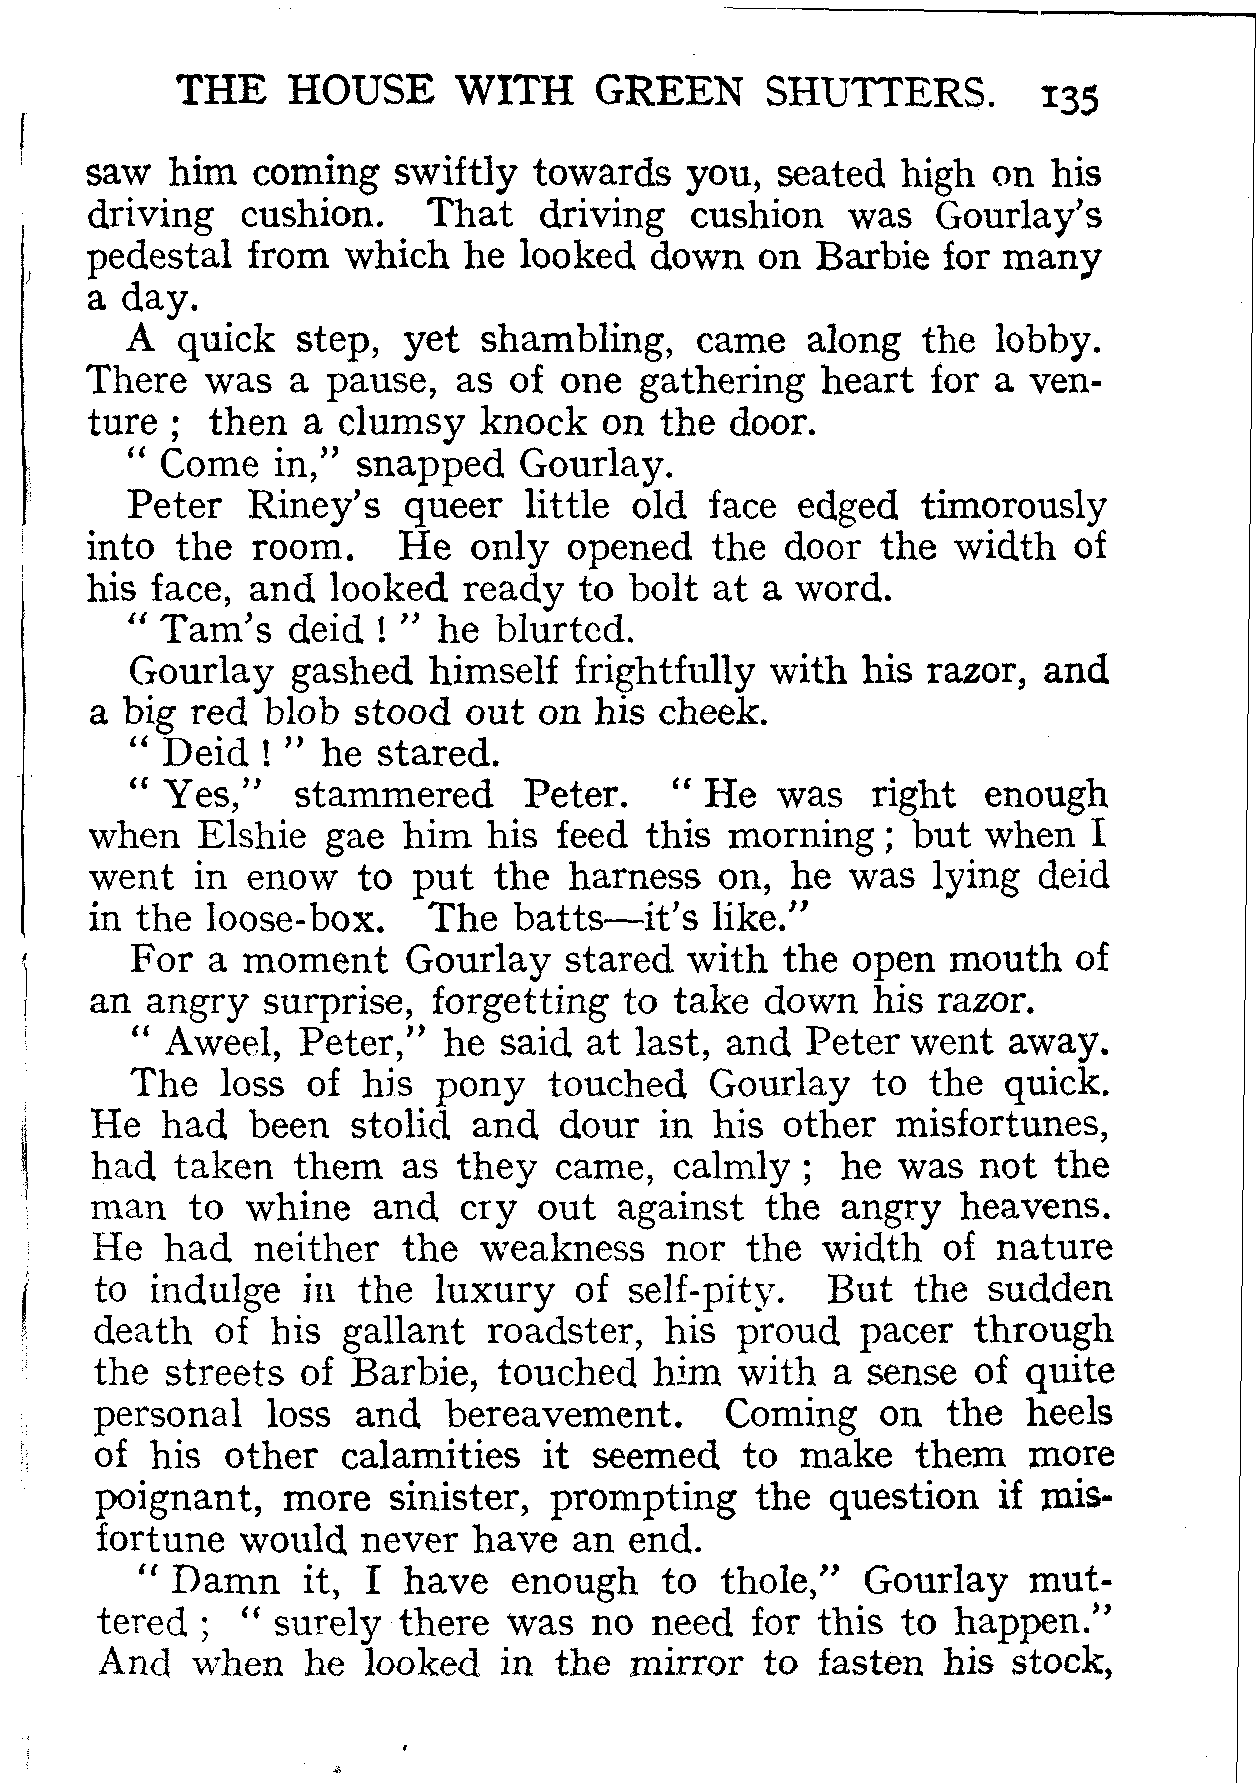 THE HOUSE WITH GREEN SHUTTERS. 135
saw him coming swiftly towards you, seated high on his
driving cushion. That driving cushion was Gourlay's
pedestal from which he looked down on Barbie for many
a day.
A quick step, yet shambling, came along the lobby.
There was a pause, as of one gathering heart for a ven-
ture ; then a clumsy knock on the door.
" Come in," snapped Gourlay.
Peter Riney's queer little old face edged timorously
into the room. He only opened the door the width of
his face, and looked ready to bolt at a word.
" Tam's deid ! " he blurted.
Gourlay gashed himself frightfully with his razor, and
a big red blob stood out on his cheek.
" Deid ! " he stared.
" Yes," stammered Peter. " He was right enough
when Elshie gae him his feed this morning ; but when I
went in enow to put the harness on, he was lying deid
in the loose-box. The batts—it's like."
For a moment Gourlay stared with the open mouth of
an angry surprise, forgetting to take down his razor.
" Aweel, Peter," he said at last, and Peter went away.
The loss of his pony touched Gourlay to the quick.
He had been stolid and dour in his other misfortunes,
had taken them as they came, calmly ; he was not the
man to whine and cry out against the angry heavens.
He had neither the weakness nor the width of nature
to indulge in the luxury of self-pity. But the sudden
death of his gallant roadster, his proud pacer through
the streets of Barbie, touched him with a sense of quite
personal loss and bereavement. Coming on the heels
of his other calamities it seemed to make them more
poignant, more sinister, prompting the question if mis-
fortune would never have an end.
" Damn it, I have enough to thole," Gourlay mut-
tered ; " surely there was no need for this to happen."
And when he looked in the mirror to fasten his stock,